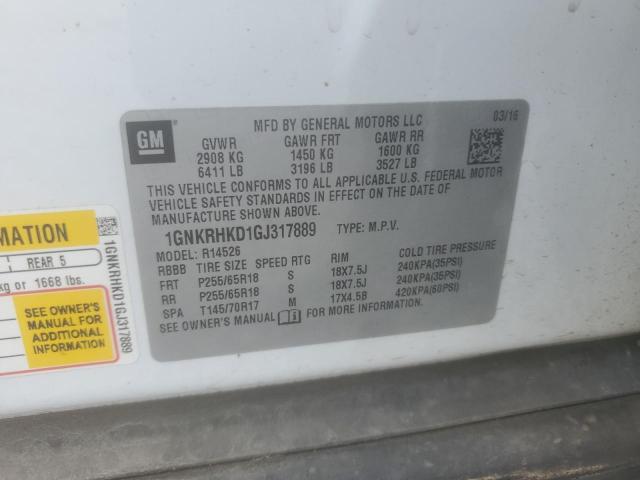 GM
MFD BY GENERAL MOTORS LLC
03/16
GVWR GAWR FRT GAWR RR
2908 KG 1450 KG 1600 KG
6411 LB 3196 LB 3527 LB
THIS VEHICLE CONFORMS TO ALL APPLICABLE U.S. FEDERAL MOTOR
VEHICLE SAFETY STANDARDS IN EFFECT ON THE DATE OF
MANUFACTURE SHOWN ABOVE.
1GNKRHKD1GJ317889 TYPE: M.P.V.
MODEL: R14526
RBBB TIRE SIZE SPEED RTG RIM COLD TIRE PRESSURE
FRT P255/65R18 S 18X7.5J 240KPA(35PSI)
RR P255/65R18 S 18X7.5J 240KPA(35PSI)
SPA T145/70R17 M 17X4.5B 420KPA(60PSI)
SEE OWNER'S MANUAL FOR MORE INFORMATION
MATION
REAR 5
kg or 1668 lbs.
SEE OWNER'S
MANUAL FOR
ADDITIONAL
INFORMATION
1GNKRHKD1GJ317889